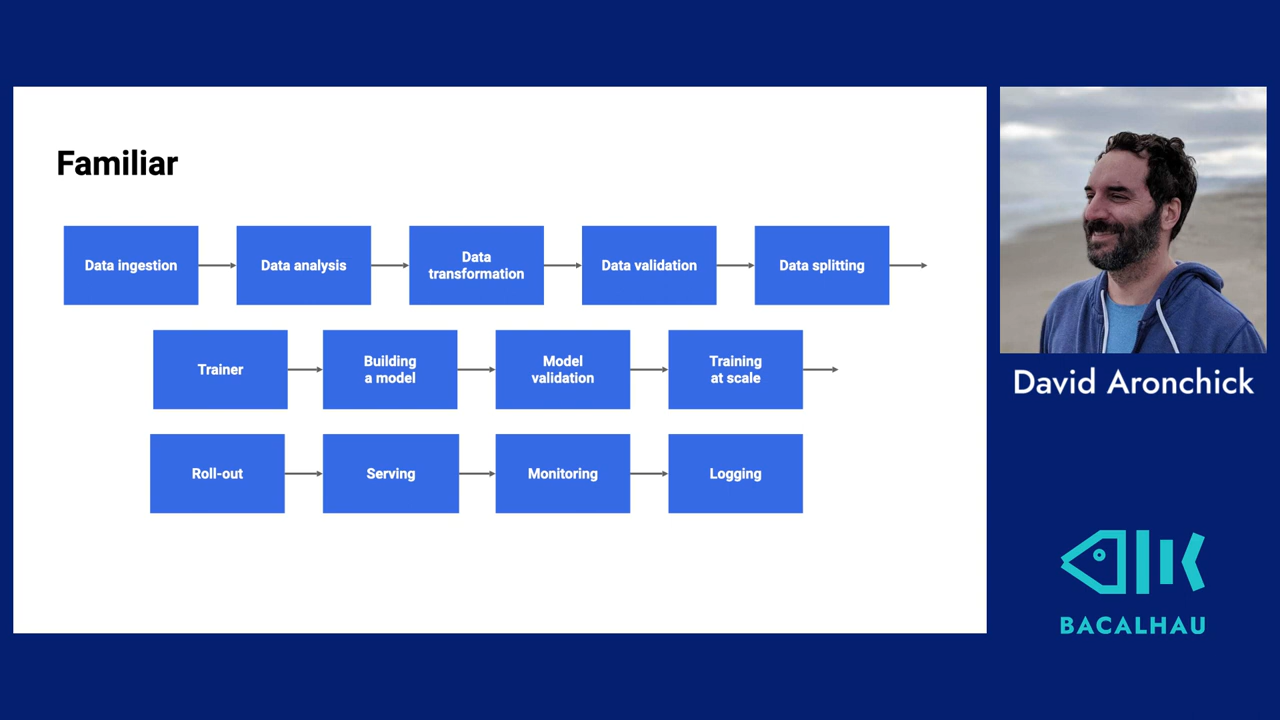 Familiar
Data ingestion
Data analysis
Data
transformation
Data validation
Data splitting
Trainer
Building
a model
Model
validation
Training
at scale
Roll-out
Serving
Monitoring
Logging
David Aronchick
BACALHAU